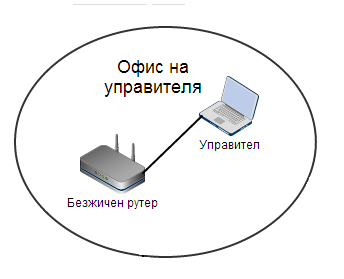 Офис на
управителя
Управител
Безжичен рутер